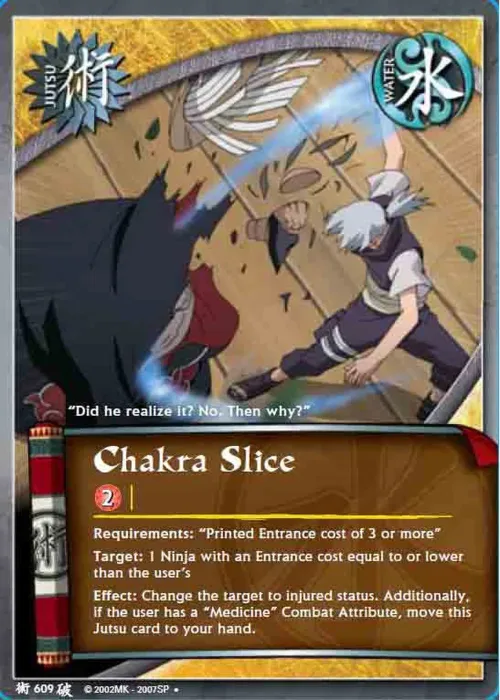 JUTSU
術
WATER
水
“Did he realize it? No. Then why?”
Chakra Slice
2
Requirements: “Printed Entrance cost of 3 or more”
Target: 1 Ninja with an Entrance cost equal to or lower
than the user's
Effect: Change the target to injured status. Additionally,
if the user has a “Medicine” Combat Attribute, move this
Jutsu card to your hand.
術
術 609 破 © 2002MK - 2007SP